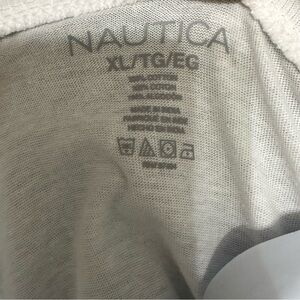 NAUTICA
XL/TG/EG
100% COTTON
100% COTON
100% ALGODÓN
MADE IN INDIA
FABRIQUÉ EN INDE
HECHO EN INDIA